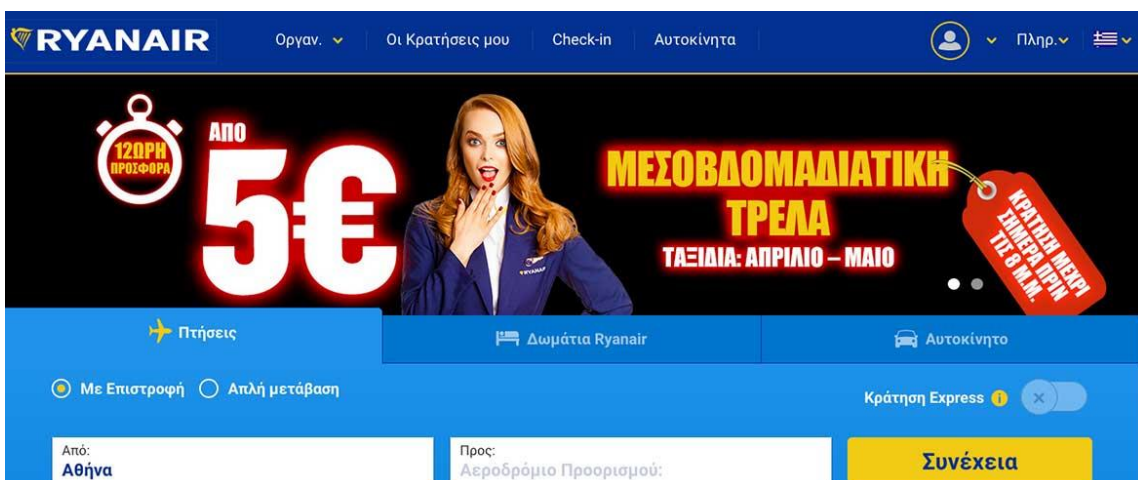 RYANAIR
Οργαν.
Οι Κρατήσεις μου
Check-in
Αυτοκίνητα
Πληρ.
12ΩΡΗ
ΠΡΟΣΦΟΡΑ
ΑΠΟ
5€
RYANAIR
ΜΕΣΟΒΔΟΜΑΔΙΑΤΙΚΗ
ΤΡΕΛΑ
ΤΑΞΙΔΙΑ: ΑΠΡΙΛΙΟ – ΜΑΙΟ
ΚΡΑΤΗΣΗ ΜΕΧΡΙ
ΣΗΜΕΡΑ ΠΡΙΝ
ΤΙΣ 8 Μ.Μ.
Πτήσεις
Δωμάτια Ryanair
Αυτοκίνητο
Με Επιστροφή
Απλή μετάβαση
Κράτηση Express
Από:
Αθήνα
Προς:
Αεροδρόμιο Προορισμού:
Συνέχεια